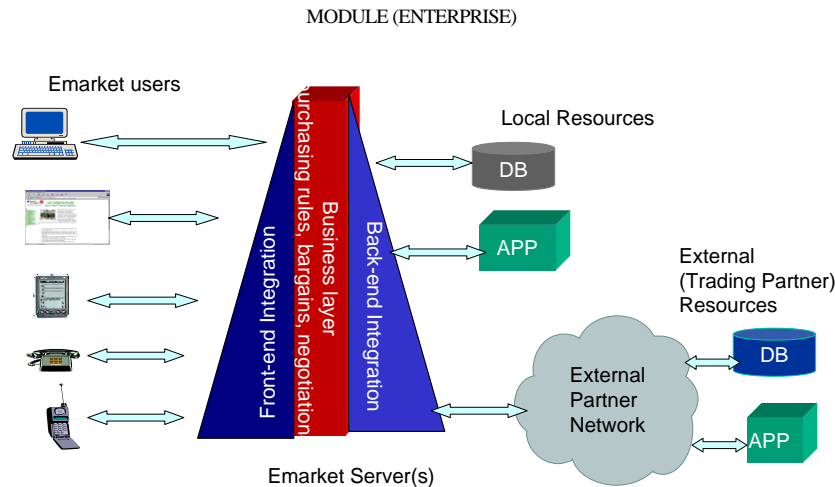 MODULE (ENTERPRISE)
Emarket users
Local Resources
DB
APP
External
(Trading Partner)
Resources
DB
APP
External
Partner
Network
Front-end Integration
Business layer
urchasing rules, bargains, negotiation
Back-end Integration
Emarket Server(s)